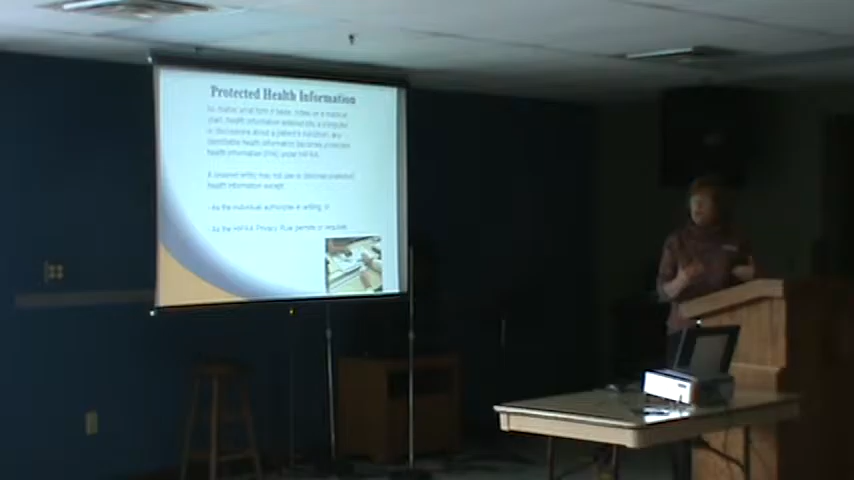 Protected Health Information
No matter what form it takes, notes on a medical
chart, health information entered into a computer
or discussions about a patient's condition, any
identifiable health information becomes protected
health information (PHI) under HIPAA.
A covered entity may not use or disclose protected
health information except:
- As the individual authorizes in writing, or
- As the HIPAA Privacy Rule permits or requires